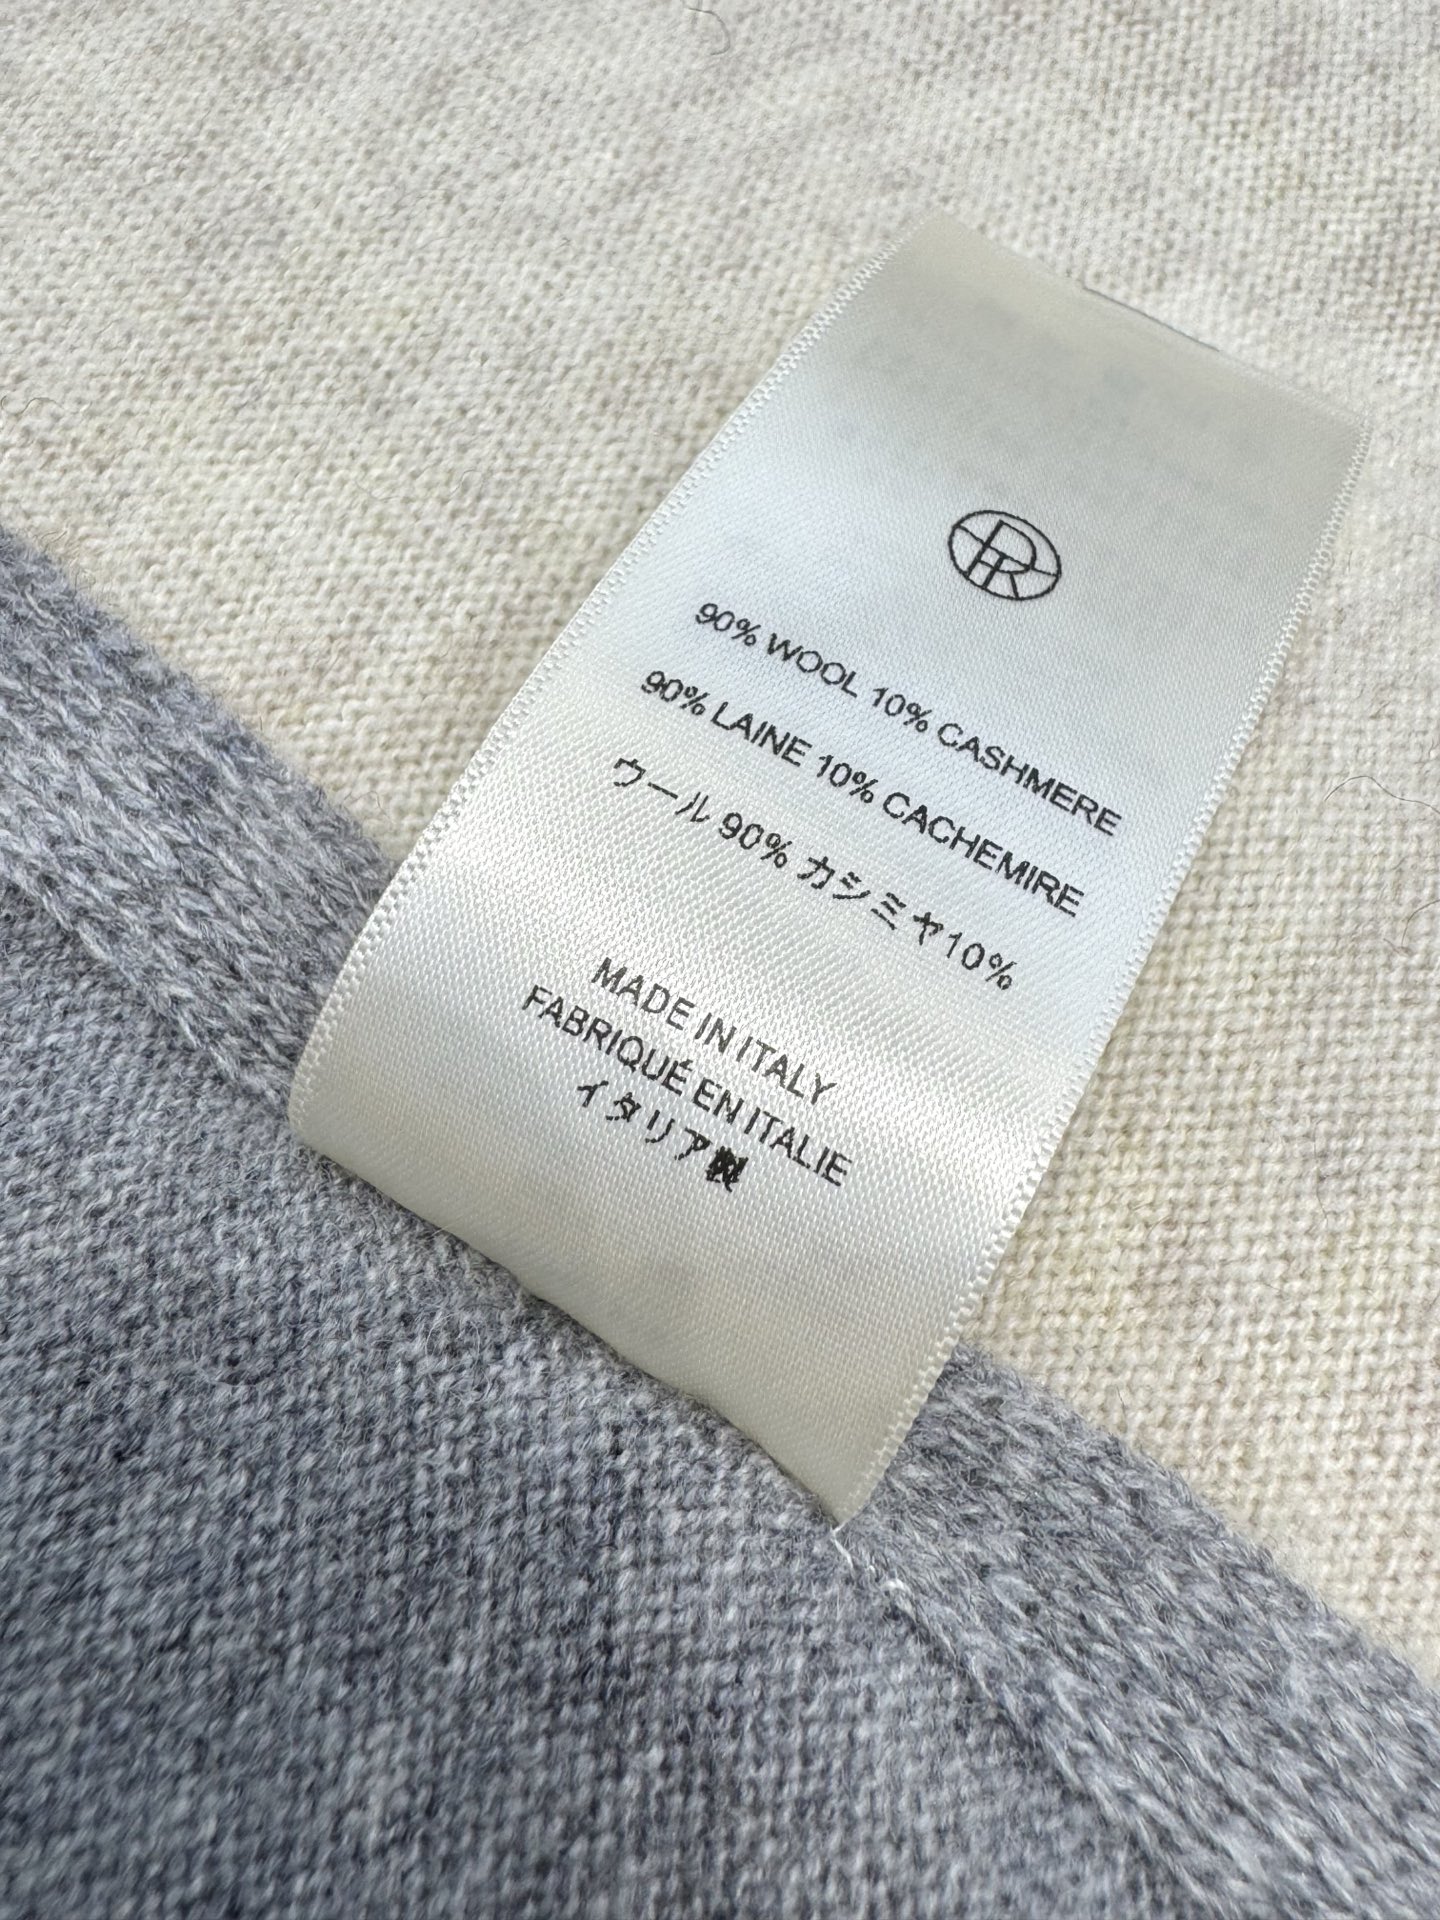 90% WOOL 10% CASHMERE
90% LAINE 10% CACHEMIRE
ウール 90% カシミヤ10%
MADE IN ITALY
FABRIQUÉ EN ITALIE
イタリア製